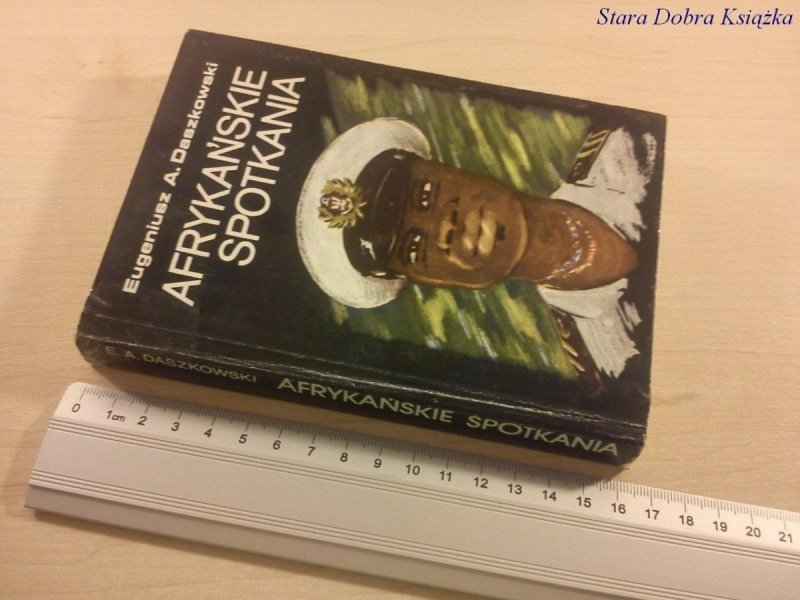 Stara Dobra Książka
Eugeniusz A. Daszkowski
AFRYKAŃSKIE
SPOTKANIA
E. A. DASZKOWSKI AFRYKAŃSKIE SPOTKANIA
0 1cm 2 3 4 5 6 7 8 9 10 11 12 13 14 15 16 17 18 19 20 21